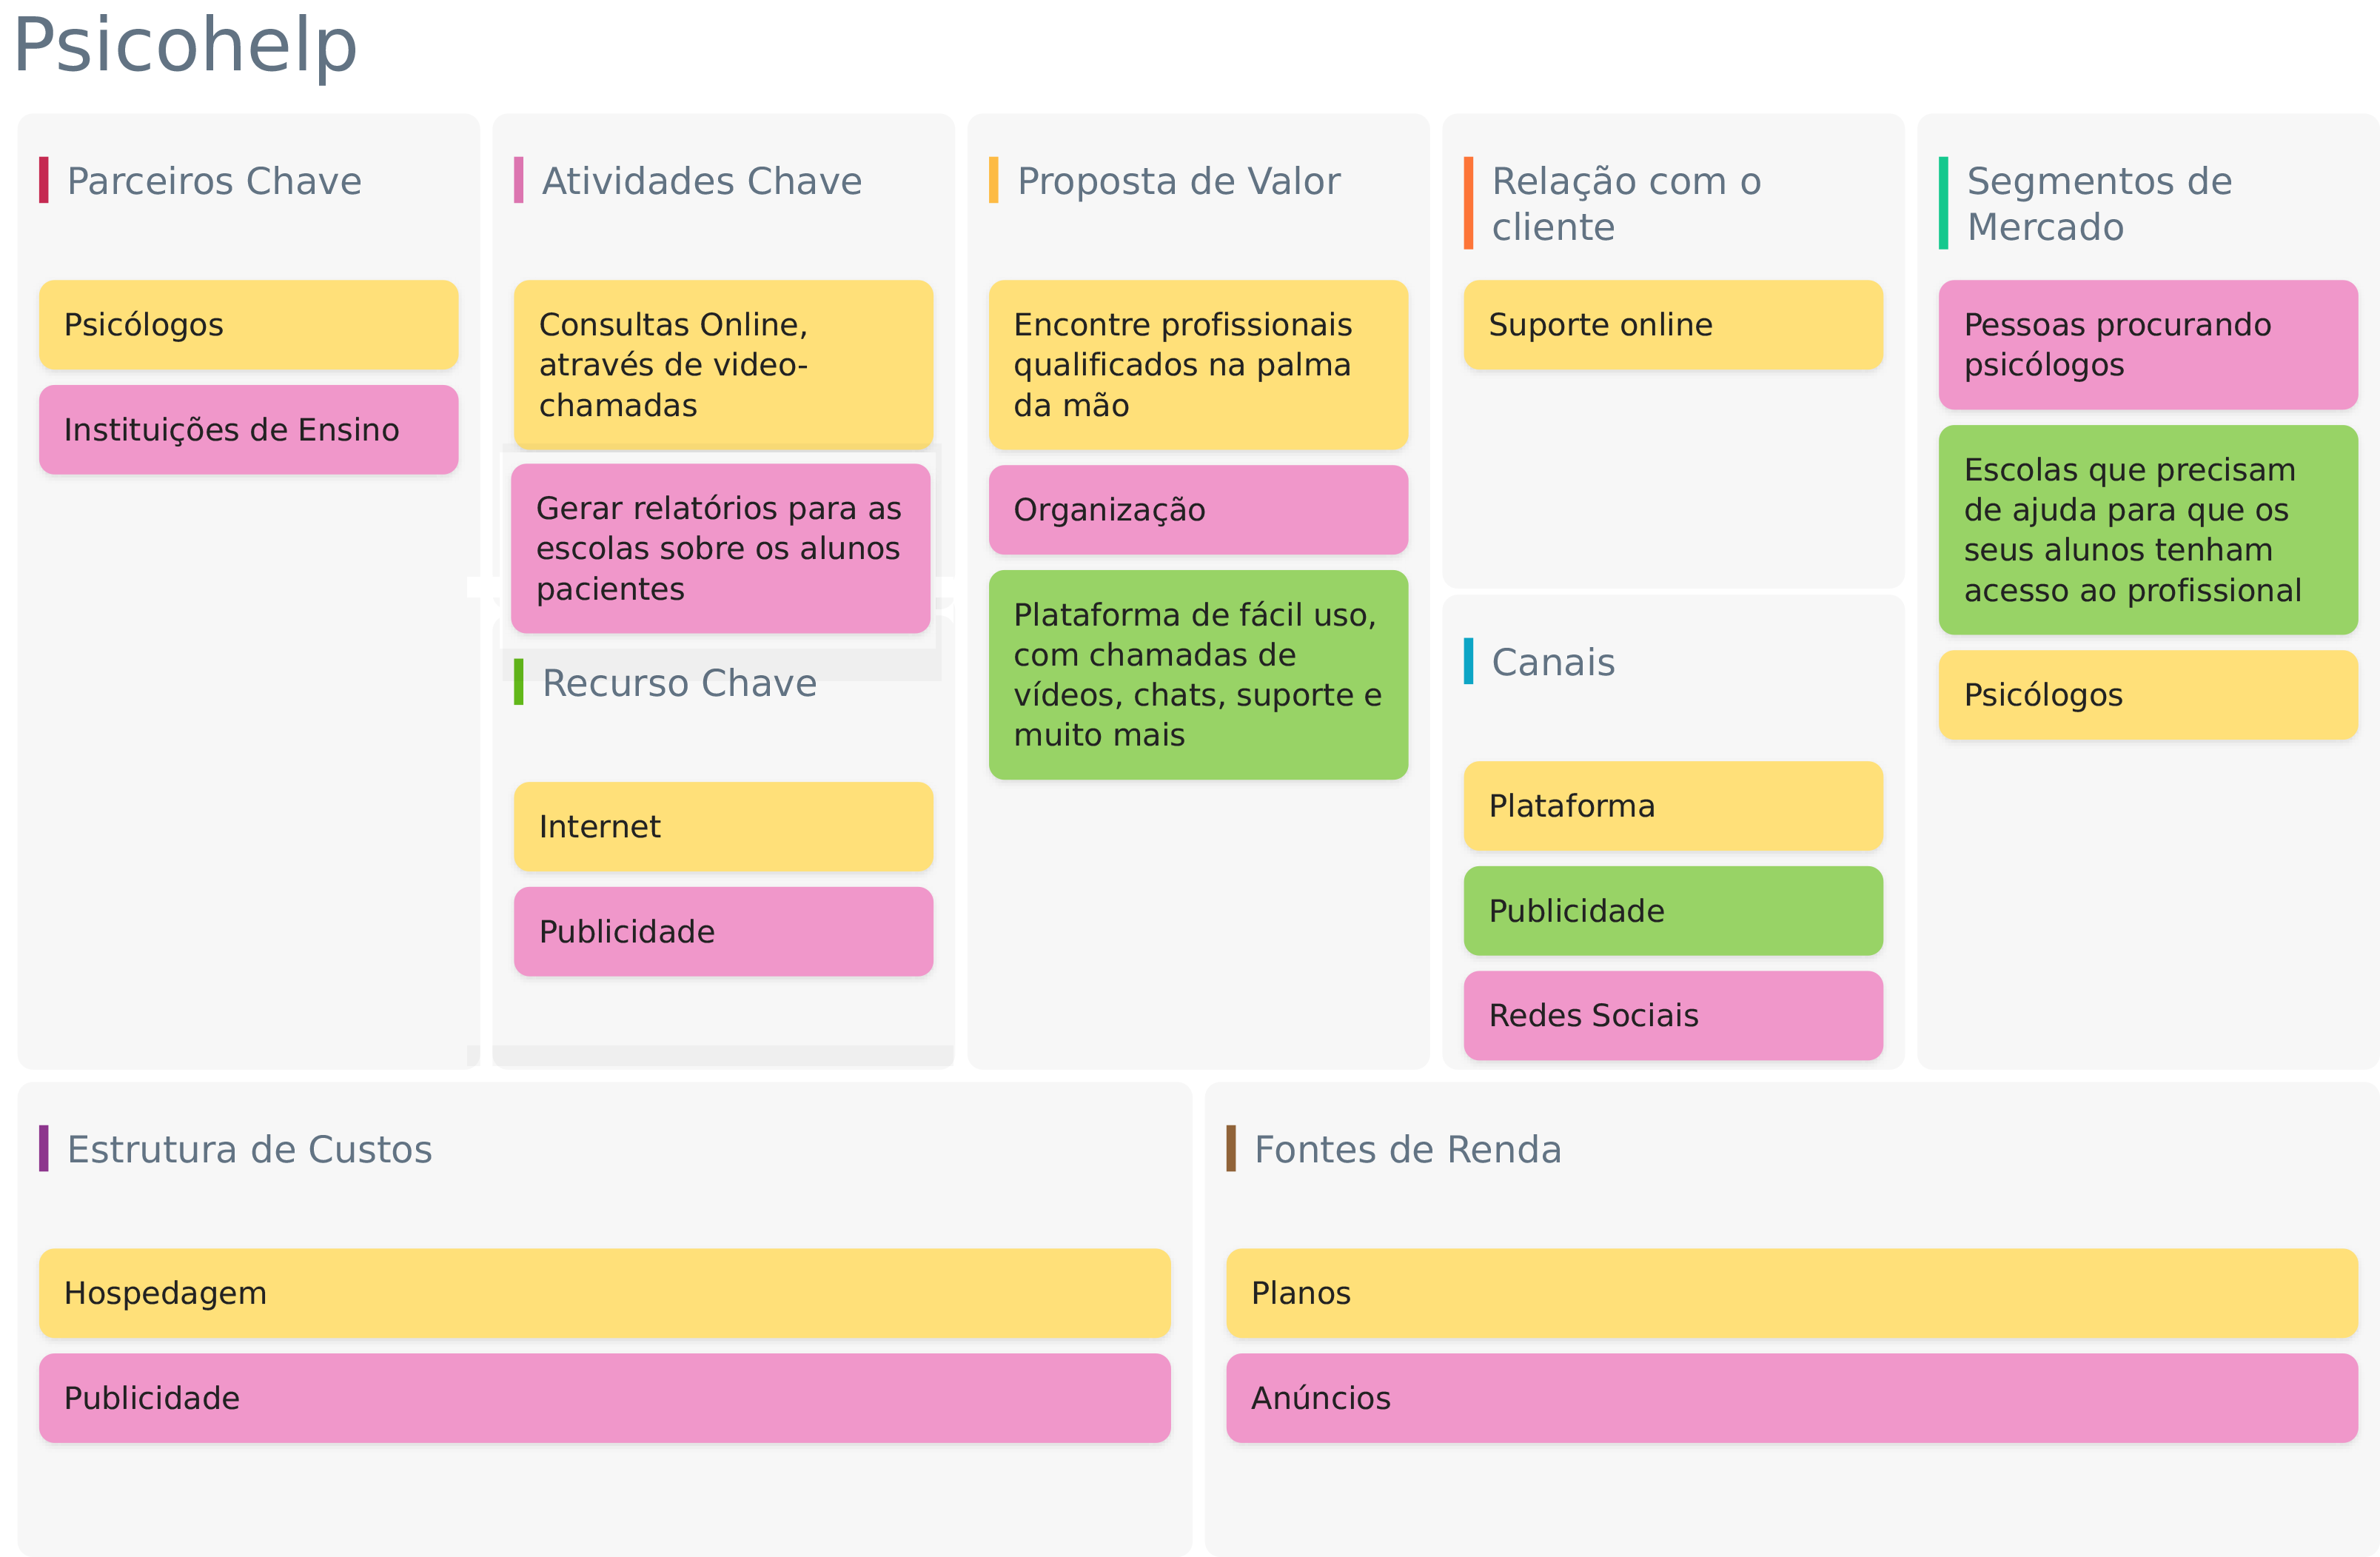 Psicohelp
Parceiros Chave
Psicólogos
Instituições de Ensino
Atividades Chave
Consultas Online,
através de video-
chamadas
Gerar relatórios para as
escolas sobre os alunos
pacientes
Recurso Chave
Internet
Publicidade
Proposta de Valor
Encontre profissionais
qualificados na palma
da mão
Organização
Plataforma de fácil uso,
com chamadas de
vídeos, chats, suporte e
muito mais
Relação com o
cliente
Suporte online
Canais
Plataforma
Publicidade
Redes Sociais
Segmentos de
Mercado
Pessoas procurando
psicólogos
Escolas que precisam
de ajuda para que os
seus alunos tenham
acesso ao profissional
Psicólogos
Estrutura de Custos
Hospedagem
Publicidade
Fontes de Renda
Planos
Anúncios